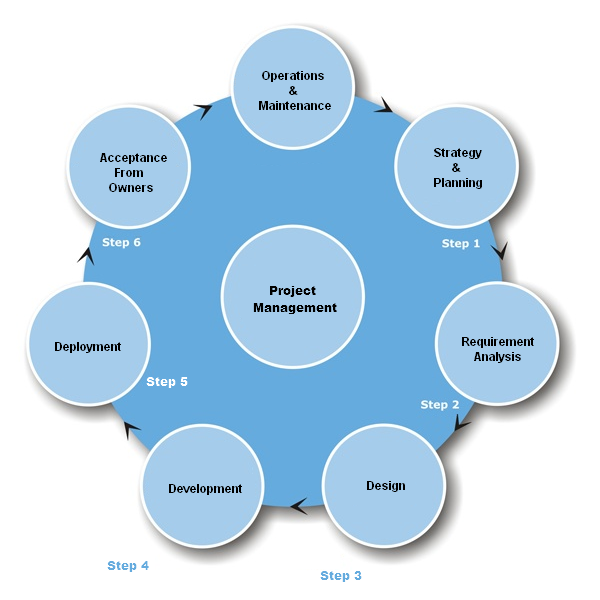 Operations
&
Maintenance
Strategy
&
Planning
Step 1
Requirement
Analysis
Step 2
Design
Step 3
Development
Step 4
Deployment
Step 5
Acceptance
From
Owners
Step 6
Project
Management